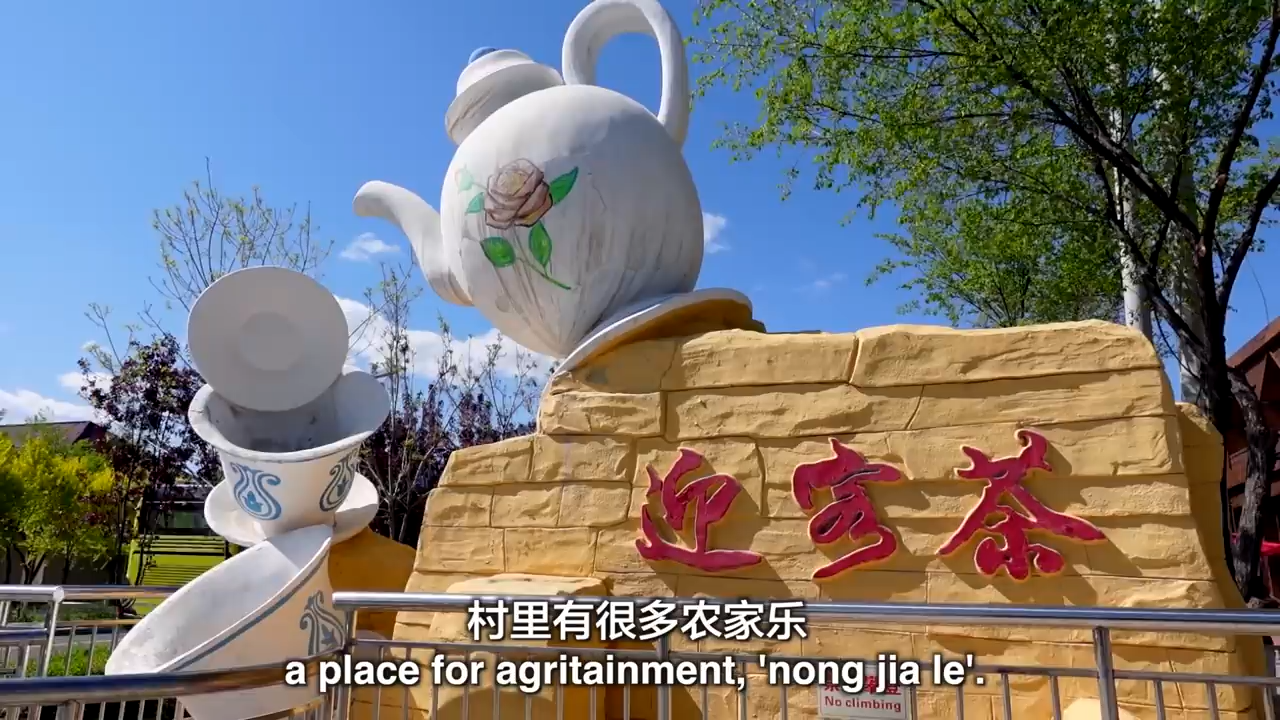 迎客茶
村里有很多农家乐
a place for agritainment, 'nong jia le'.
No climbing